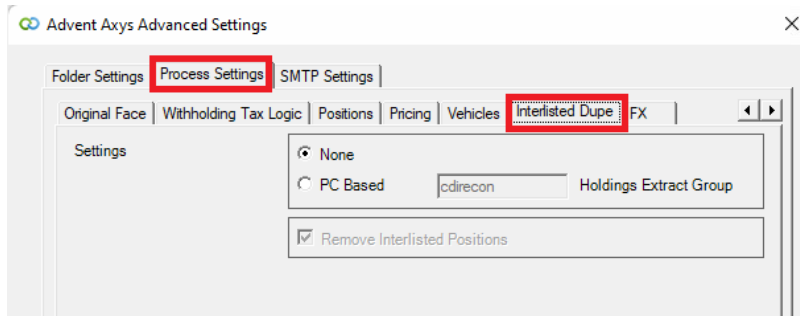 Advent Axys Advanced Settings
Folder Settings Process Settings SMTP Settings
Original Face Withholding Tax Logic Positions Pricing Vehicles Interlisted Dupe FX
Settings
None
PC Based cdirecon Holdings Extract Group
Remove Interlisted Positions